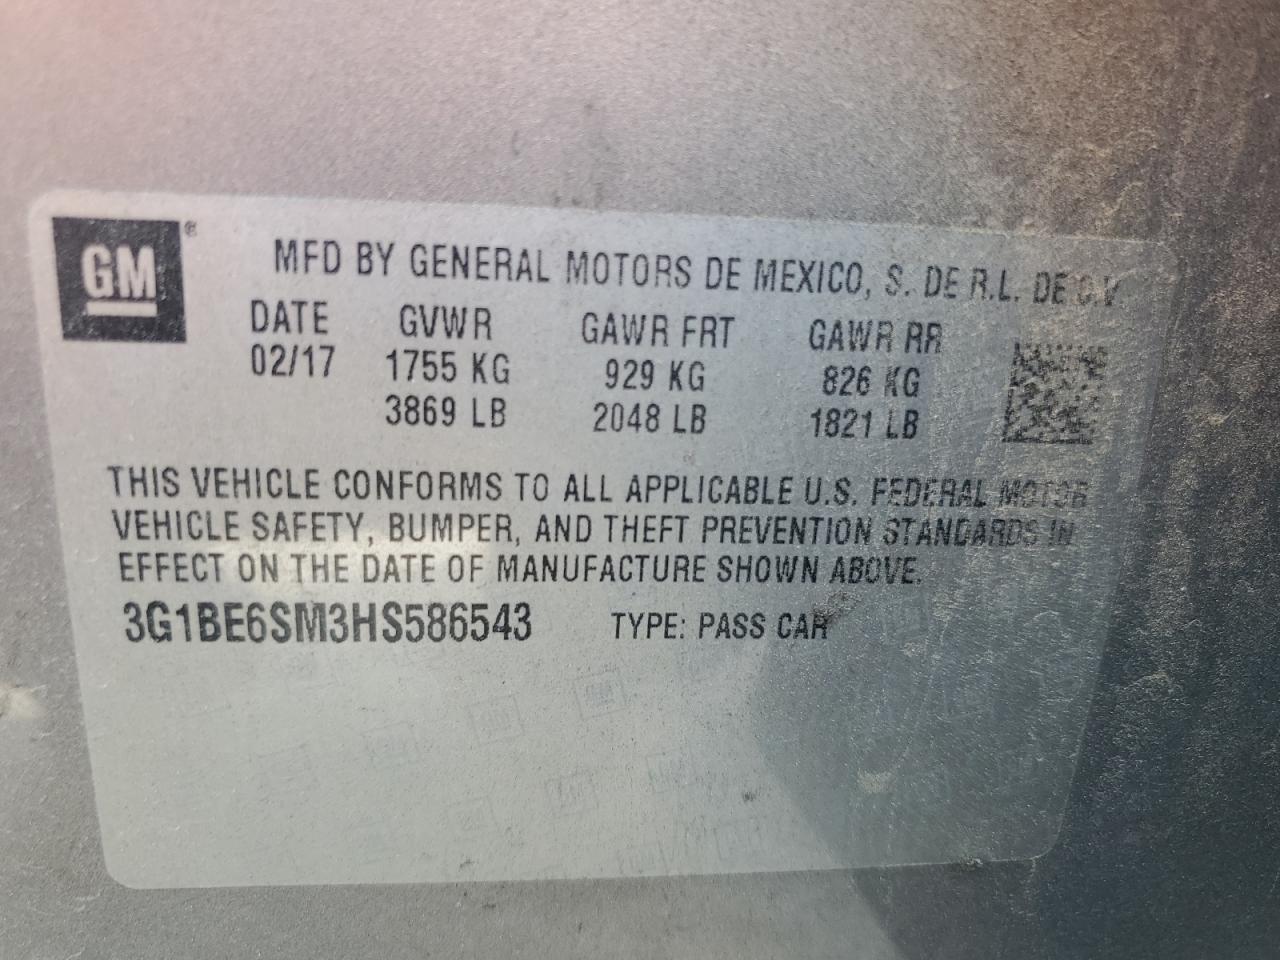 GM ®
MFD BY GENERAL MOTORS DE MEXICO, S. DE R.L. DE C.V.
DATE GVWR GAWR FRT GAWR RR
02/17 1755 KG 929 KG 826 KG
3869 LB 2048 LB 1821 LB
THIS VEHICLE CONFORMS TO ALL APPLICABLE U.S. FEDERAL MOTOR
VEHICLE SAFETY, BUMPER, AND THEFT PREVENTION STANDARDS IN
EFFECT ON THE DATE OF MANUFACTURE SHOWN ABOVE.
3G1BE6SM3HS586543 TYPE: PASS CAR